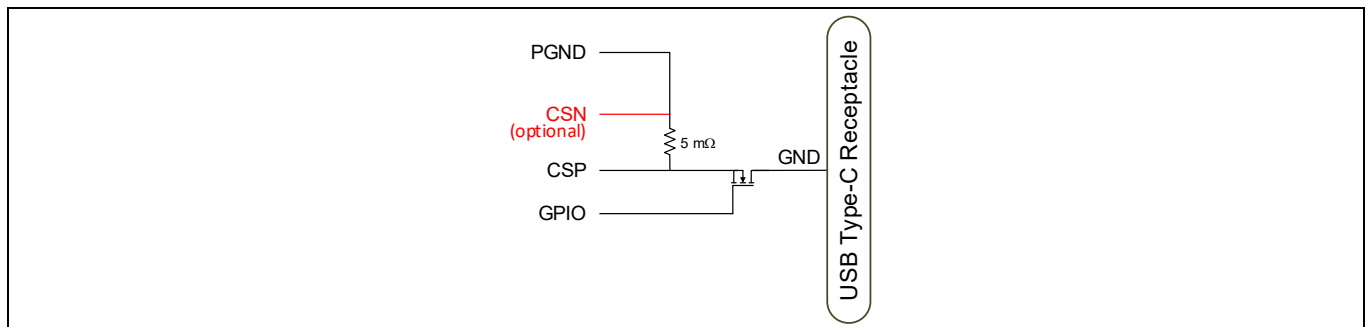 PGND
CSN
(optional)
5 mΩ
CSP
GND
GPIO
USB Type-C Receptacle